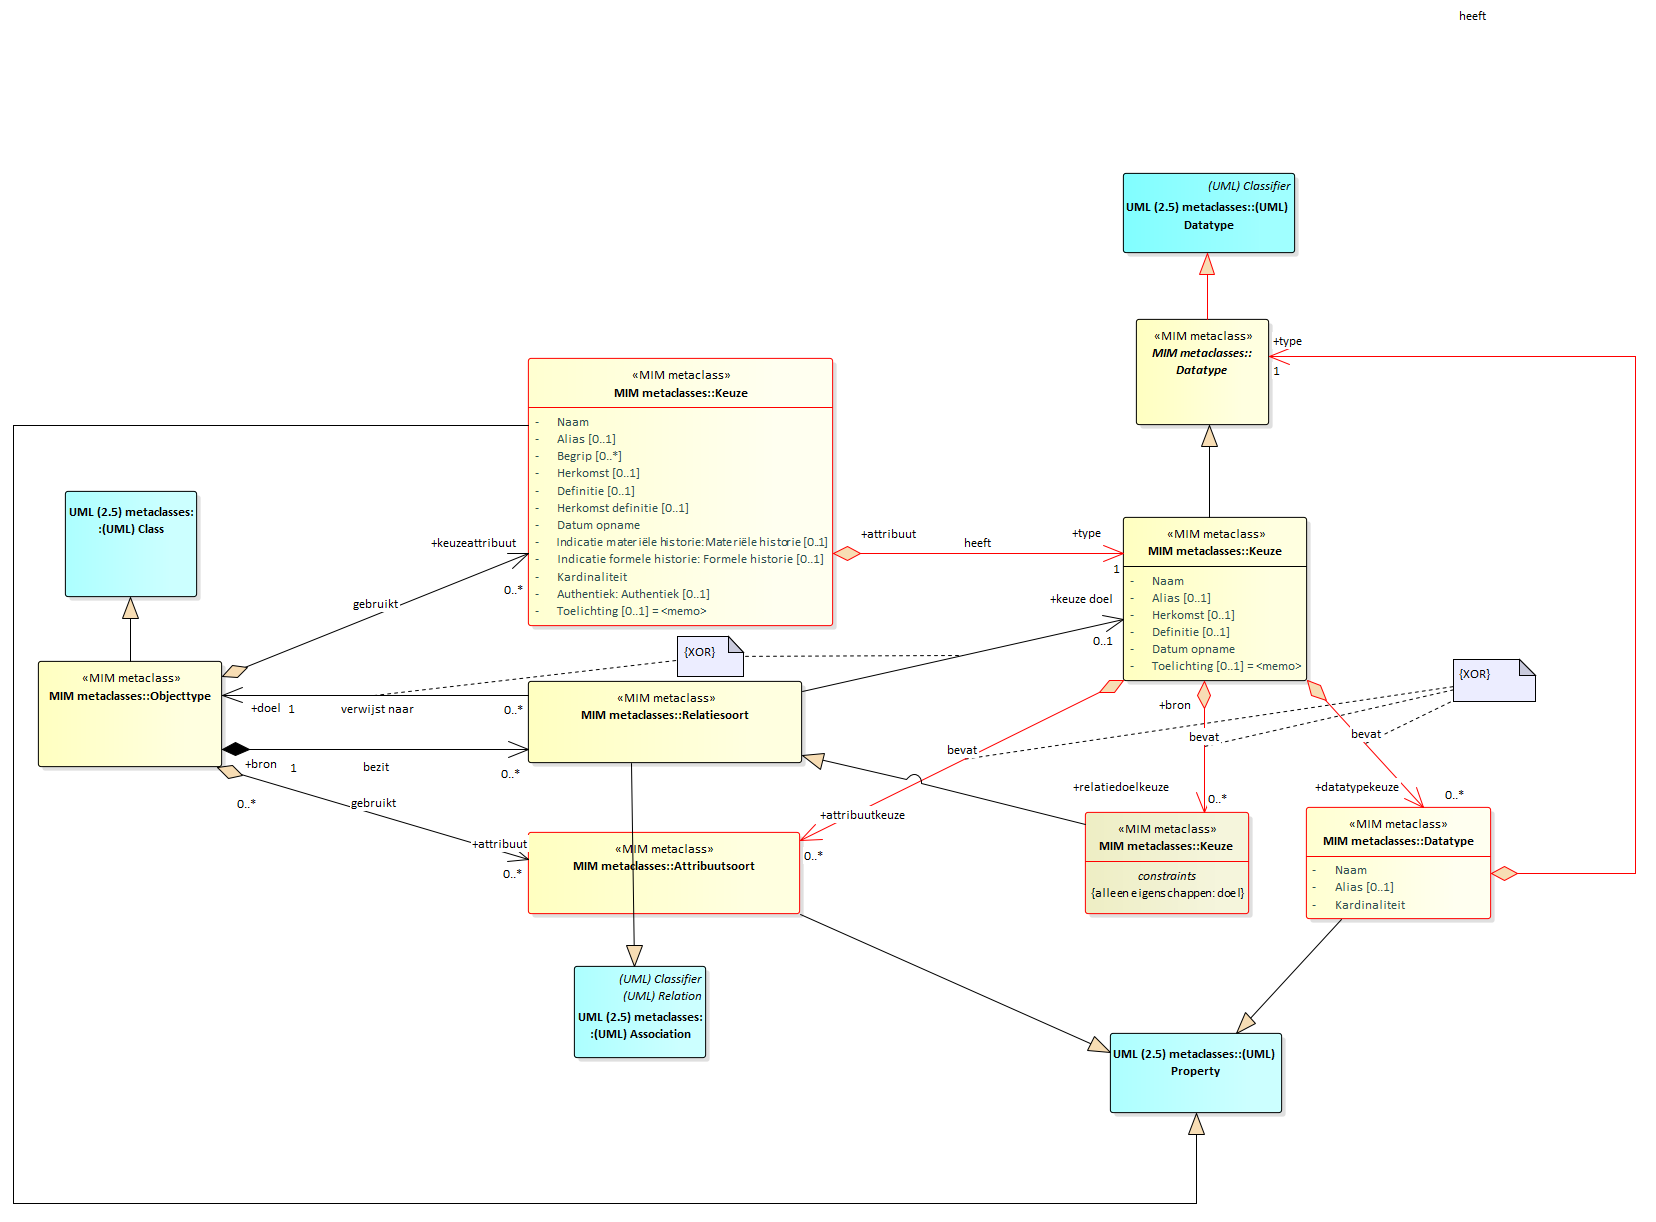 heeft
(UML) Classifier
UML (2.5) metaclasses::(UML)
Datatype
«MIM metaclass»
MIM metaclasses::
Datatype
+type
1
«MIM metaclass»
MIM metaclasses::Keuze
- Naam
- Alias [0..1]
- Begrip [0..*]
- Herkomst [0..1]
- Definitie [0..1]
- Herkomst definitie [0..1]
- Datum opname
- Indicatie materiële historie: Materiële historie [0..1]
- Indicatie formele historie: Formele historie [0..1]
- Kardinaliteit
- Authentiek: Authentiek [0..1]
- Toelichting [0..1] = <memo>
UML (2.5) metaclasses:
:(UML) Class
+keuzeattribuut
0..*
gebruikt
+attribuut
heeft
+type
1
«MIM metaclass»
MIM metaclasses::Keuze
- Naam
- Alias [0..1]
- Herkomst [0..1]
- Definitie [0..1]
- Datum opname
- Toelichting [0..1] = <memo>
+keuze doel
0..1
{XOR}
{XOR}
«MIM metaclass»
MIM metaclasses::Objecttype
+doel
1
verwijst naar
0..*
«MIM metaclass»
MIM metaclasses::Relatiesoort
+bron
1
bezit
0..*
0..*
gebruikt
+attribuut
0..*
+bron
bevat
bevat
bevat
+relatiedoelkeuze
0..*
+datatypekeuze
0..*
+attribuutkeuze
0..*
«MIM metaclass»
MIM metaclasses::Attribuutsoort
«MIM metaclass»
MIM metaclasses::Keuze
constraints
{alleen eigenschappen: doel}
«MIM metaclass»
MIM metaclasses::Datatype
- Naam
- Alias [0..1]
- Kardinaliteit
(UML) Classifier
(UML) Relation
UML (2.5) metaclasses:
:(UML) Association
UML (2.5) metaclasses::(UML)
Property